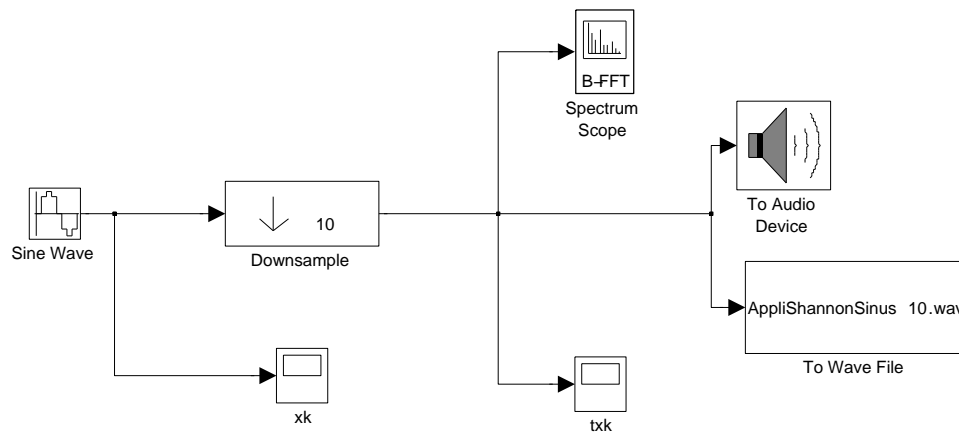 B-FFT
Spectrum
Scope
To Audio
Device
Sine Wave
10
Downsample
AppliShannonSinus 10.wav
To Wave File
xk
txk